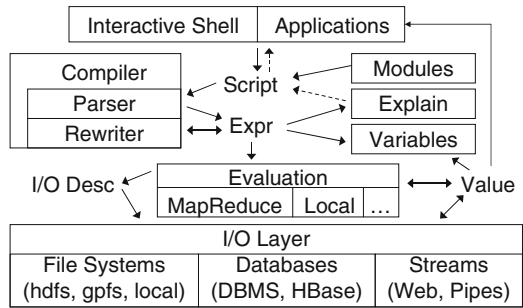 Interactive Shell
Applications
Compiler
Script
Modules
Parser
Explain
Rewriter
Expr
Variables
I/O Desc
Evaluation
Value
MapReduce
Local
...
I/O Layer
File Systems
(hdfs, gpfs, local)
Databases
(DBMS, HBase)
Streams
(Web, Pipes)